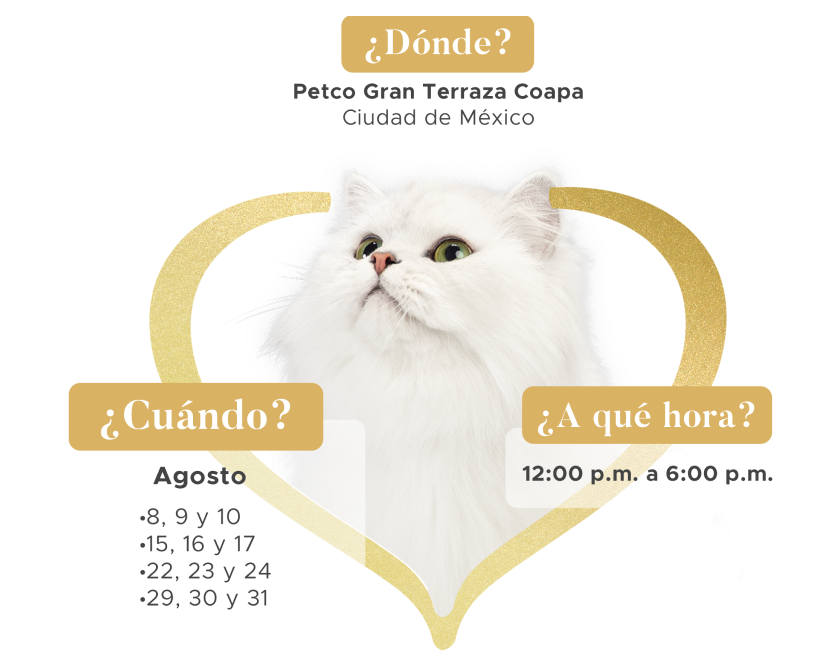 ¿Dónde?
Petco Gran Terraza Coapa
Ciudad de México
¿Cuándo?
Agosto
•8, 9 y 10
•15, 16 y 17
•22, 23 y 24
•29, 30 y 31
¿A qué hora?
12:00 p.m. a 6:00 p.m.